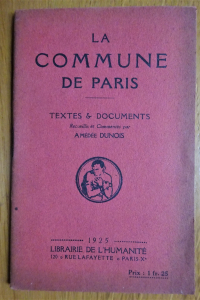 LA
COMMUNE
DE PARIS
TEXTES & DOCUMENTS
Recueillis et Commentés par
AMÉDÉE DUNOIS
1925
LIBRAIRIE DE L'HUMANITÉ
120 RUE LAFAYETTE PARIS X
Prix : 1 fr. 25